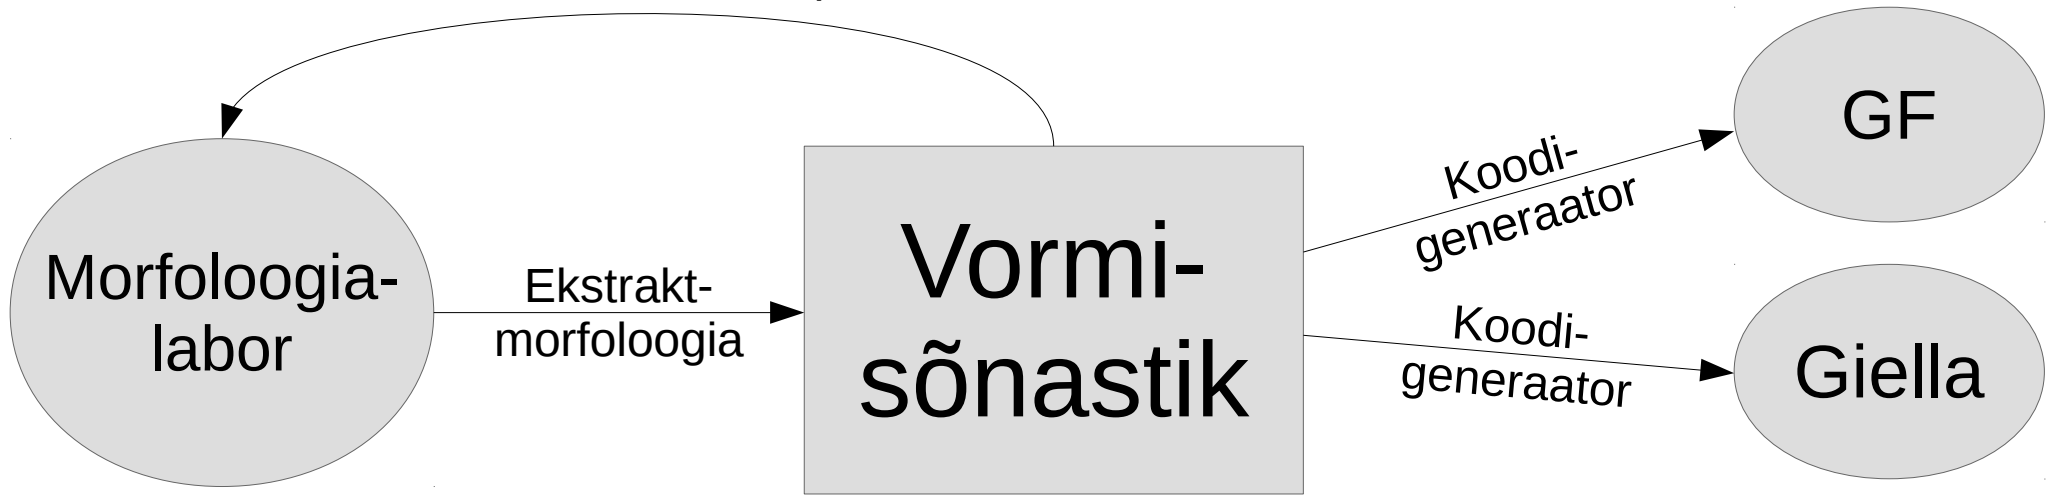 Morfoloogia-
labor
Ekstrakt-
morfoloogia
Vormi-
sõnastik
Koodi-
generaator
GF
Koodi-
generaator
Giella